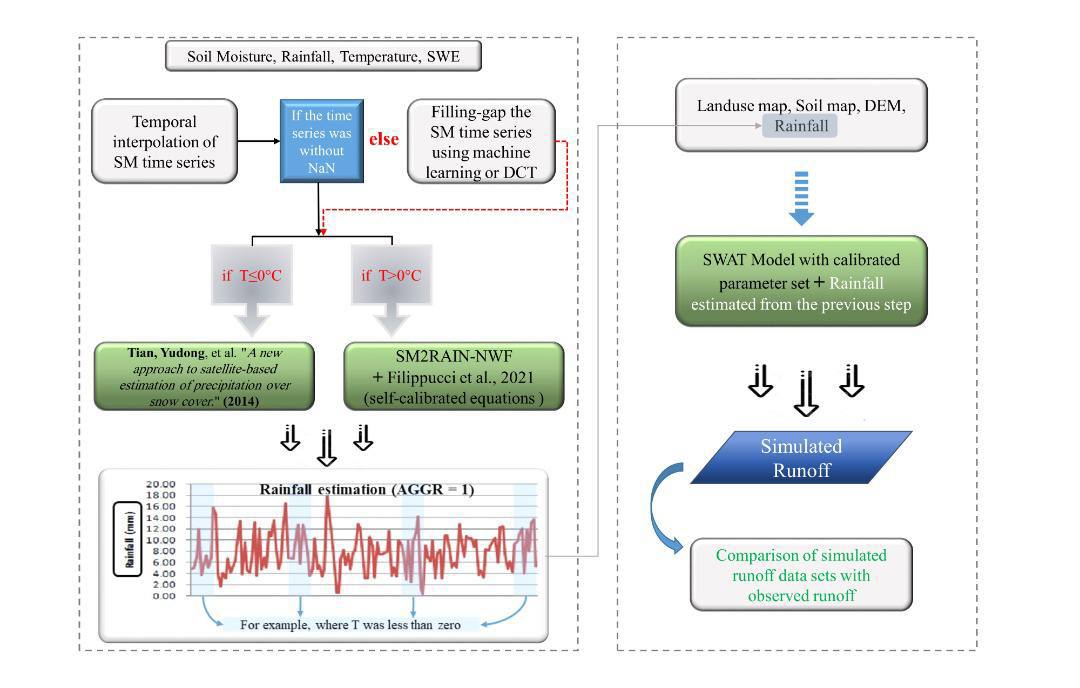 Soil Moisture, Rainfall, Temperature, SWE
Temporal
interpolation of
SM time series
If the time
series was
without
NaN
else
Filling-gap the
SM time series
using machine
learning or DCT
if T≤0°C
if T>0°C
Tian, Yudong, et al. "A new
approach to satellite-based
estimation of precipitation over
snow cover." (2014)
SM2RAIN-NWF
+ Filippucci et al., 2021
(self-calibrated equations )
Rainfall estimation (AGGR = 1)
Rainfall (mm)
20.00
18.00
16.00
14.00
12.00
10.00
8.00
6.00
4.00
2.00
0.00
For example, where T was less than zero
Landuse map, Soil map, DEM,
Rainfall
SWAT Model with calibrated
parameter set + Rainfall
estimated from the previous step
Simulated
Runoff
Comparison of simulated
runoff data sets with
observed runoff